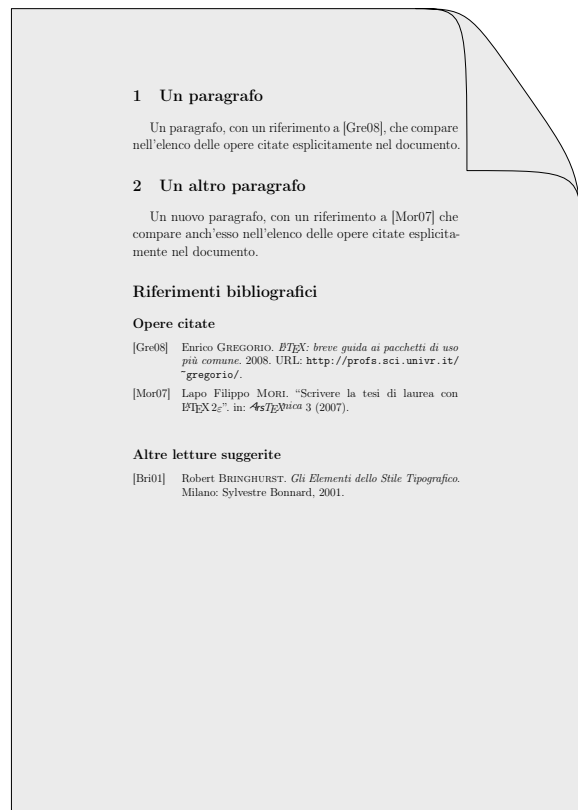 1 Un paragrafo
Un paragrafo, con un riferimento a [Gre08], che compare
nell'elenco delle opere citate esplicitamente nel documento.
2 Un altro paragrafo
Un nuovo paragrafo, con un riferimento a [Mor07] che
compare anch'esso nell'elenco delle opere citate esplicita-
mente nel documento.
Riferimenti bibliografici
Opere citate
[Gre08] Enrico GREGORIO. LATEX: breve guida ai pacchetti di uso
più comune. 2008. URL: http://profs.sci.univr.it/
~gregorio/.
[Mor07] Lapo Filippo MORI. “Scrivere la tesi di laurea con
LATEX 2ε”. in: ArsTEXnica 3 (2007).
Altre letture suggerite
[Bri01] Robert BRINGHURST. Gli Elementi dello Stile Tipografico.
Milano: Sylvestre Bonnard, 2001.